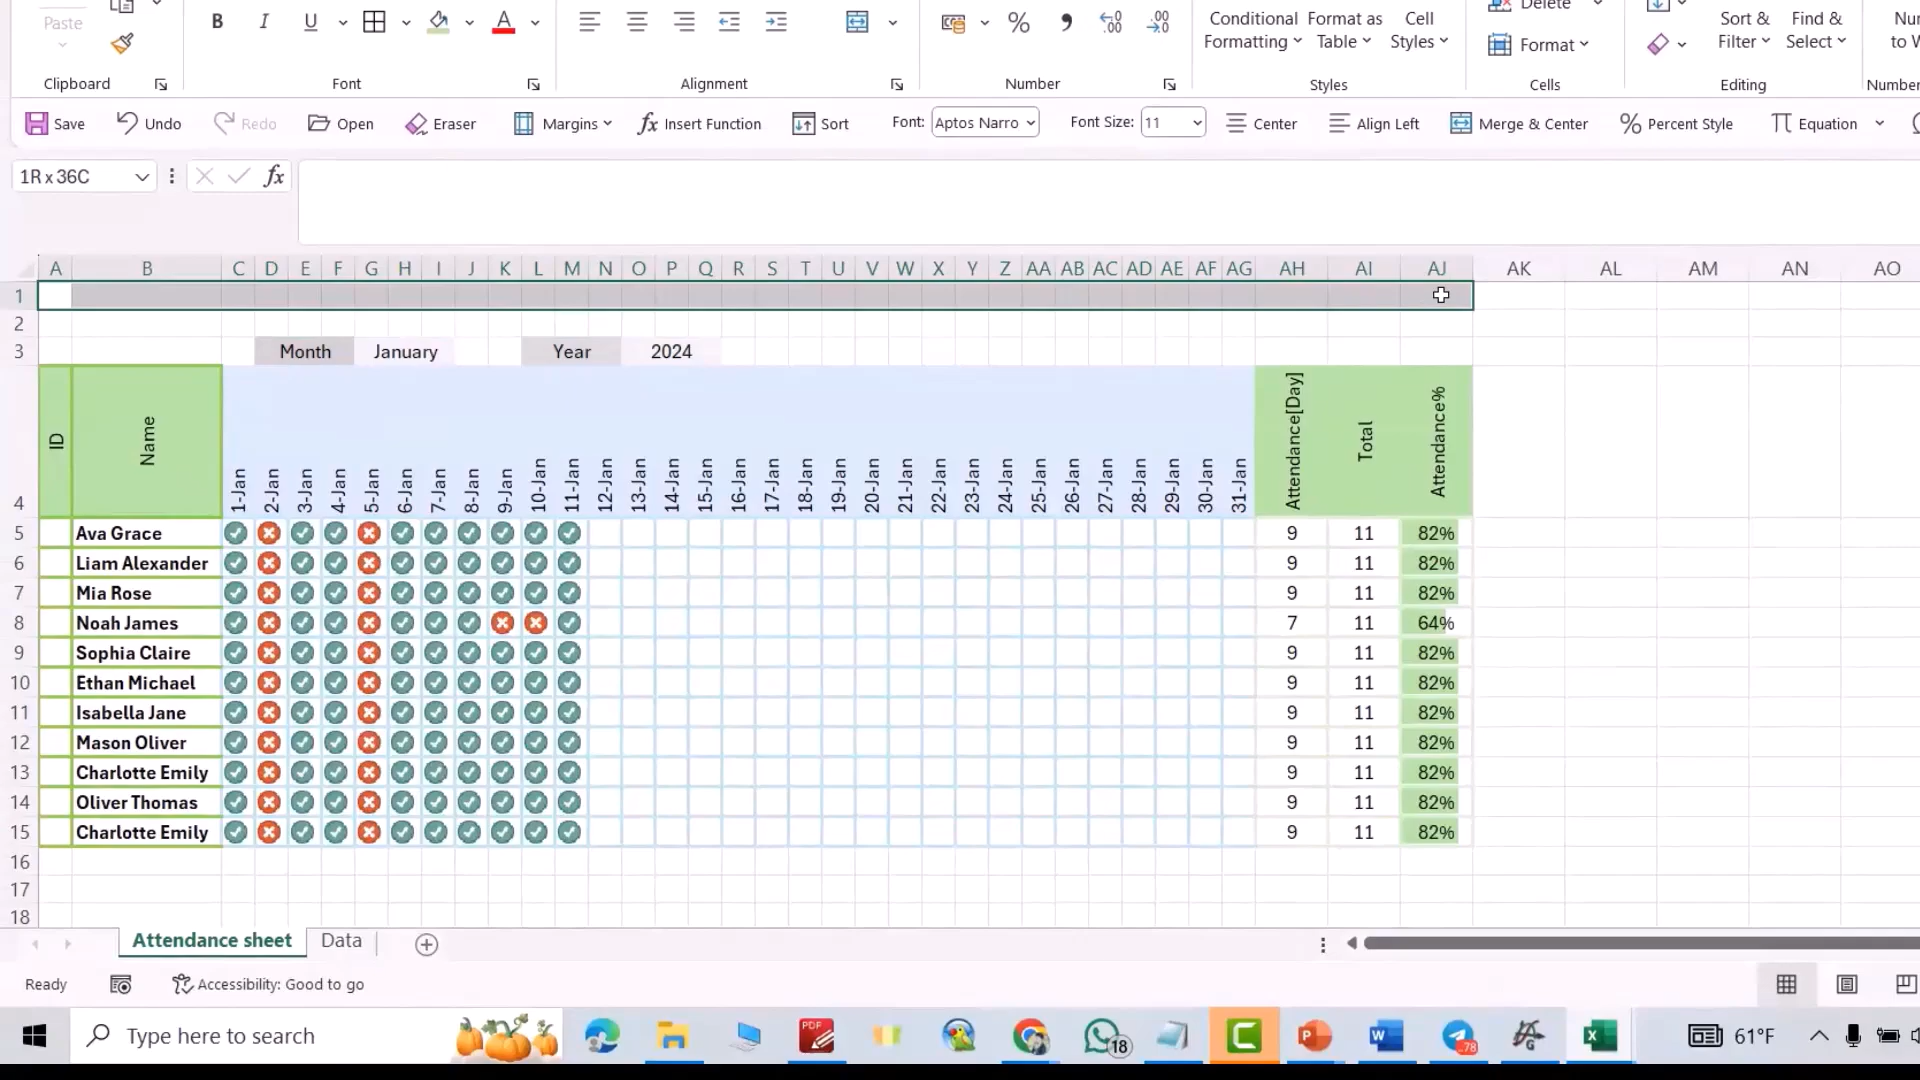 Paste
B I U A
% , .00
Conditional Formatting
Format as Table
Cell Styles
Delete
Format
Sort & Filter
Find & Select
Clipboard Font Alignment Number Styles Cells Editing
Save Undo Redo Open Eraser Margins Insert Function Sort Font: Aptos Narro Font Size: 11 Center Align Left Merge & Center Percent Style Equation
1R x 36C fx
A B C D E F G H I J K L M N O P Q R S T U V W X Y Z AA AB AC AD AE AF AG AH AI AJ AK AL AM AN AO
1
2
3 Month January Year 2024
4 ID Name 1-Jan 2-Jan 3-Jan 4-Jan 5-Jan 6-Jan 7-Jan 8-Jan 9-Jan 10-Jan 11-Jan 12-Jan 13-Jan 14-Jan 15-Jan 16-Jan 17-Jan 18-Jan 19-Jan 20-Jan 21-Jan 22-Jan 23-Jan 24-Jan 25-Jan 26-Jan 27-Jan 28-Jan 29-Jan 30-Jan 31-Jan Attendance[Day] Total Attendance%
5 Ava Grace 9 11 82%
6 Liam Alexander 9 11 82%
7 Mia Rose 9 11 82%
8 Noah James 7 11 64%
9 Sophia Claire 9 11 82%
10 Ethan Michael 9 11 82%
11 Isabella Jane 9 11 82%
12 Mason Oliver 9 11 82%
13 Charlotte Emily 9 11 82%
14 Oliver Thomas 9 11 82%
15 Charlotte Emily 9 11 82%
16
17
18
Attendance sheet Data
Ready Accessibility: Good to go
Type here to search PDF 18 78 61°F